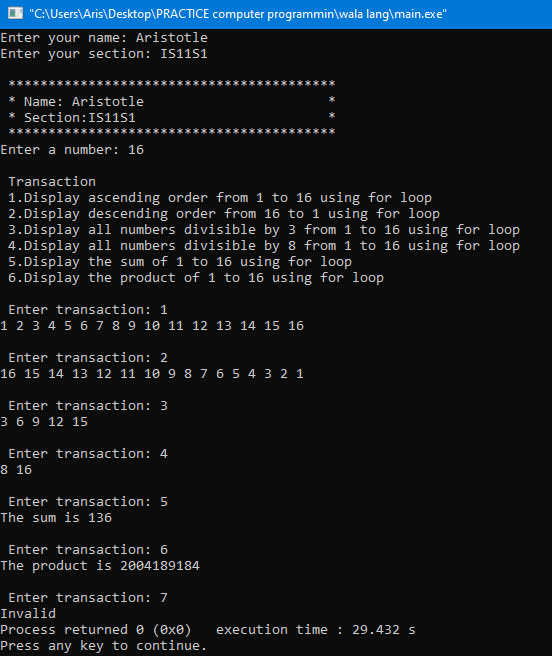 "C:\Users\Aris\Desktop\PRACTICE computer programmin\wala lang\main.exe"
Enter your name: Aristotle
Enter your section: IS11S1
*****************************************
* Name: Aristotle                       *
* Section:IS11S1                        *
*****************************************
Enter a number: 16
Transaction
1.Display ascending order from 1 to 16 using for loop
2.Display descending order from 16 to 1 using for loop
3.Display all numbers divisible by 3 from 1 to 16 using for loop
4.Display all numbers divisible by 8 from 1 to 16 using for loop
5.Display the sum of 1 to 16 using for loop
6.Display the product of 1 to 16 using for loop
Enter transaction: 1
1 2 3 4 5 6 7 8 9 10 11 12 13 14 15 16
Enter transaction: 2
16 15 14 13 12 11 10 9 8 7 6 5 4 3 2 1
Enter transaction: 3
3 6 9 12 15
Enter transaction: 4
8 16
Enter transaction: 5
The sum is 136
Enter transaction: 6
The product is 2004189184
Enter transaction: 7
Invalid
Process returned 0 (0x0)   execution time : 29.432 s
Press any key to continue.